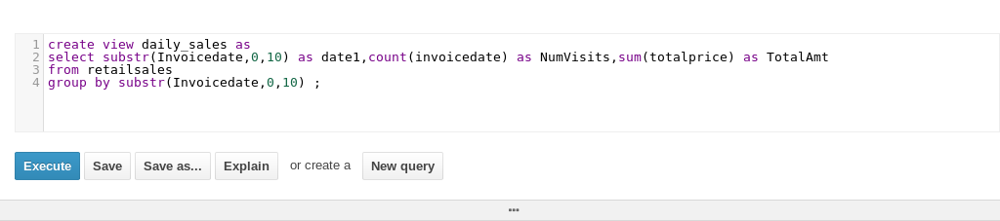 1 create view daily_sales as
2 select substr(Invoicedate,0,10) as date1,count(invoicedate) as NumVisits,sum(totalprice) as TotalAmt
3 from retailsales
4 group by substr(Invoicedate,0,10) ;
Execute Save Save as... Explain or create a New query